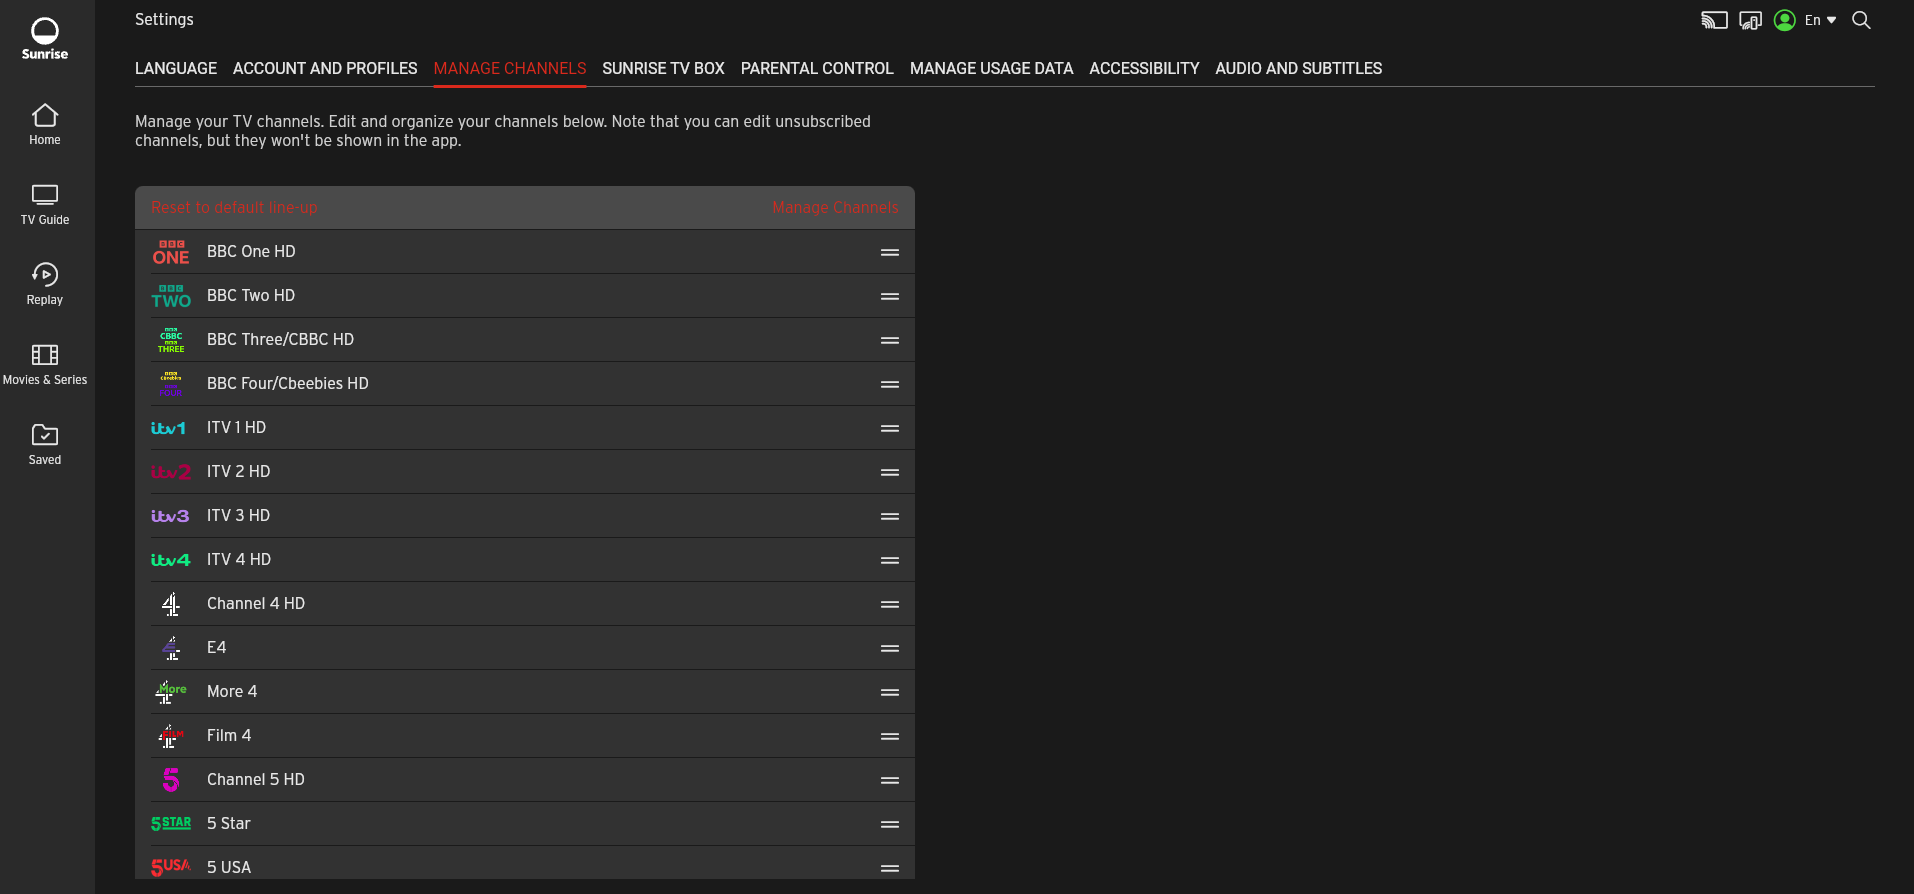 Settings
En
Sunrise
LANGUAGE ACCOUNT AND PROFILES MANAGE CHANNELS SUNRISE TV BOX PARENTAL CONTROL MANAGE USAGE DATA ACCESSIBILITY AUDIO AND SUBTITLES
Home
TV Guide
Replay
Movies & Series
Saved
Manage your TV channels. Edit and organize your channels below. Note that you can edit unsubscribed
channels, but they won't be shown in the app.
Reset to default line-up Manage Channels
BBC ONE BBC One HD
BBC TWO BBC Two HD
CBBC THREE BBC Three/CBBC HD
FOUR BBC Four/Cbeebies HD
itv1 ITV 1 HD
itv2 ITV 2 HD
itv3 ITV 3 HD
itv4 ITV 4 HD
4 Channel 4 HD
E4
More More 4
FILM Film 4
5 Channel 5 HD
5STAR 5 Star
5USA 5 USA